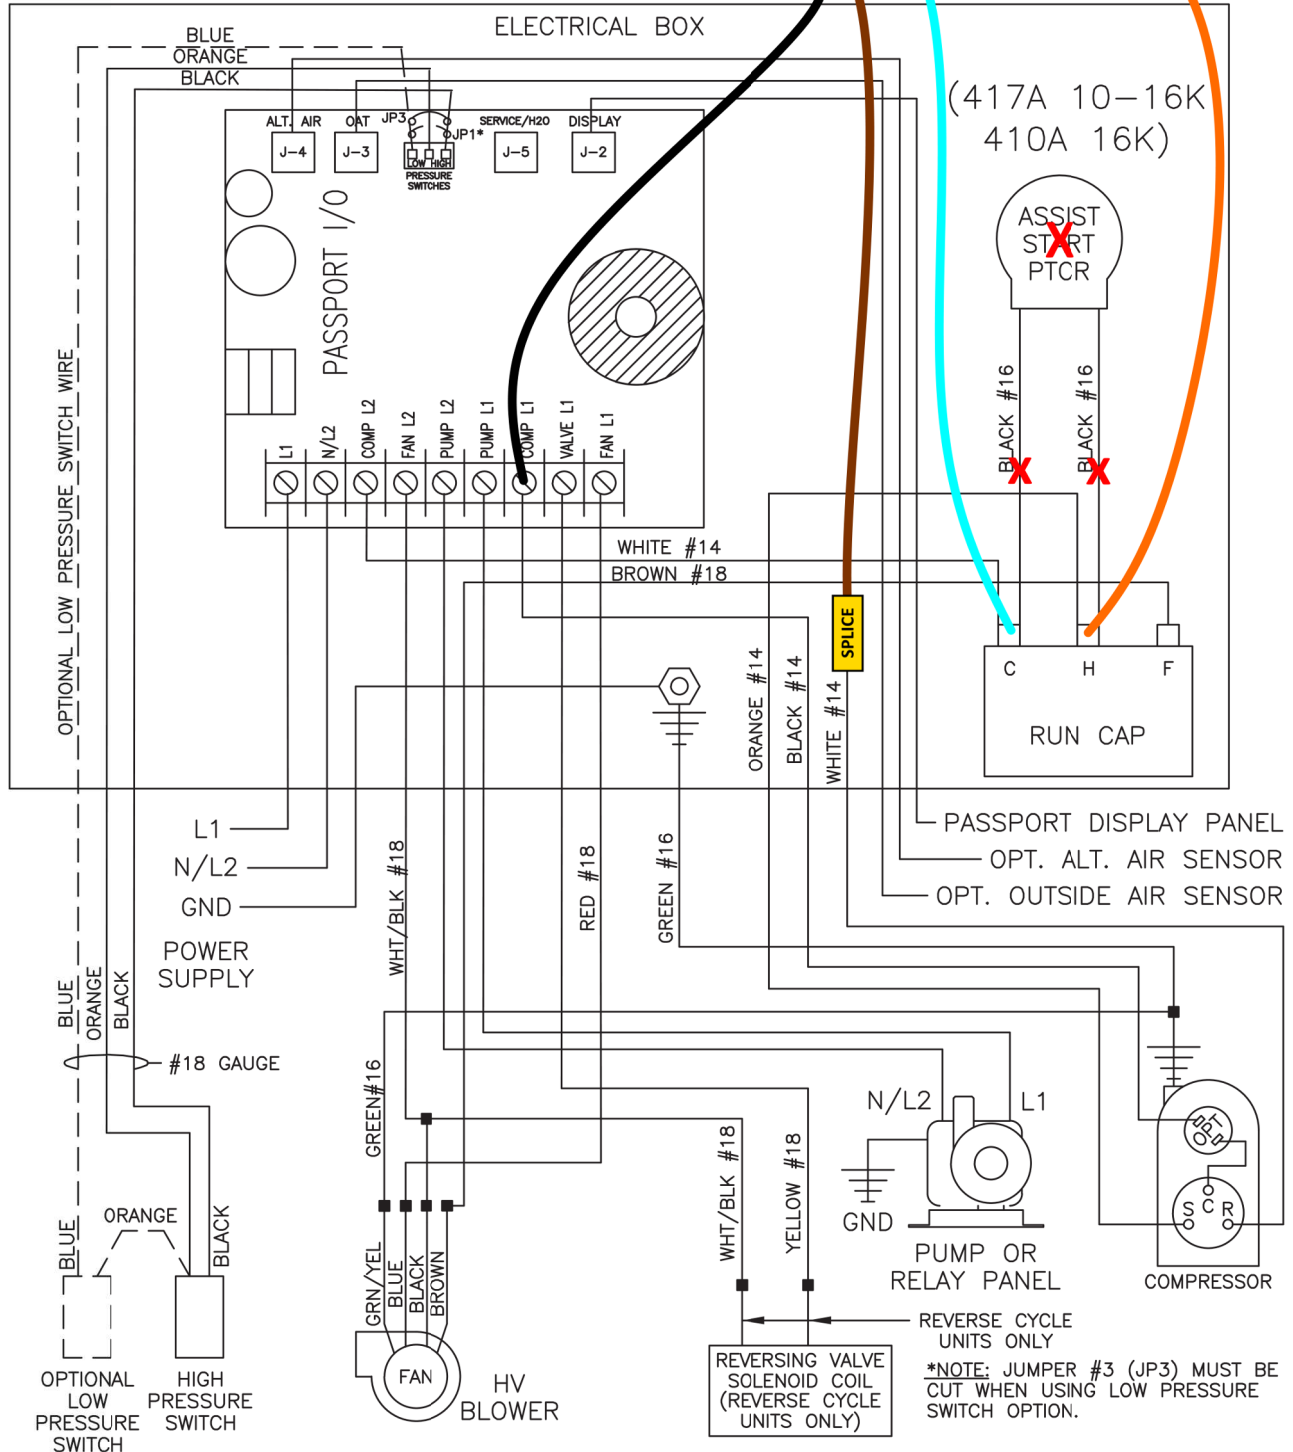 ELECTRICAL BOX
BLUE
ORANGE
BLACK
(417A 10-16K
410A 16K)
ALT. AIR
OAT
JP3
JP1*
SERVICE/H2O
DISPLAY
J-4
J-3
J-5
J-2
LOW HIGH
PRESSURE
SWITCHES
PASSPORT I/O
ASSIST
START
PTCR
X
BLACK #16
BLACK #16
X
X
L1
N/L2
COMP L2
FAN L2
PUMP L2
PUMP L1
COMP L1
VALVE L1
FAN L1
OPTIONAL LOW PRESSURE SWITCH WIRE
WHITE #14
BROWN #18
SPLICE
ORANGE #14
BLACK #14
WHITE #14
C
H
F
RUN CAP
L1
N/L2
GND
POWER
SUPPLY
PASSPORT DISPLAY PANEL
OPT. ALT. AIR SENSOR
OPT. OUTSIDE AIR SENSOR
WHT/BLK #18
RED #18
GREEN #16
BLUE
ORANGE
BLACK
#18 GAUGE
GREEN#16
N/L2
L1
GND
PUMP OR
RELAY PANEL
WHT/BLK #18
YELLOW #18
OPT
S
C
R
COMPRESSOR
ORANGE
BLUE
BLACK
GRN/YEL
BLUE
BLACK
BROWN
FAN
HV
BLOWER
OPTIONAL
LOW
PRESSURE
SWITCH
HIGH
PRESSURE
SWITCH
REVERSE CYCLE
UNITS ONLY
REVERSING VALVE
SOLENOID COIL
(REVERSE CYCLE
UNITS ONLY)
*NOTE: JUMPER #3 (JP3) MUST BE
CUT WHEN USING LOW PRESSURE
SWITCH OPTION.